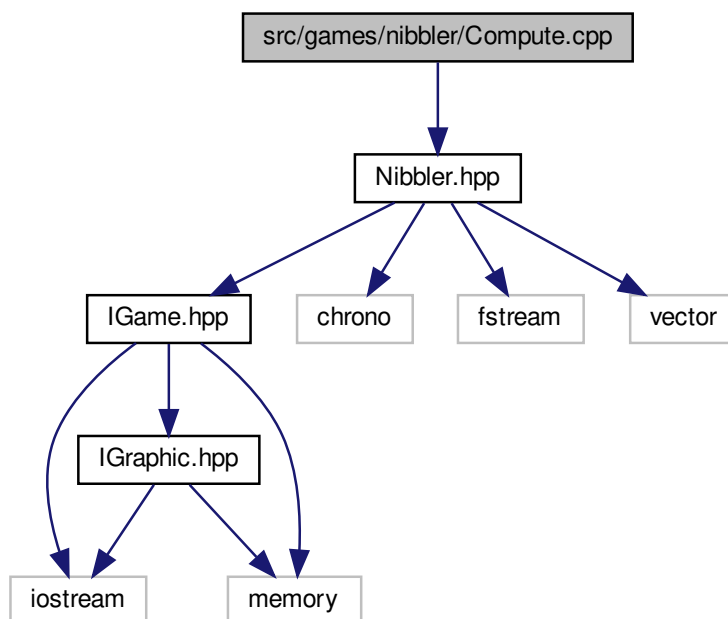 src/games/nibbler/Compute.cpp
Nibbler.hpp
IGame.hpp
chrono
fstream
vector
IGraphic.hpp
iostream
memory